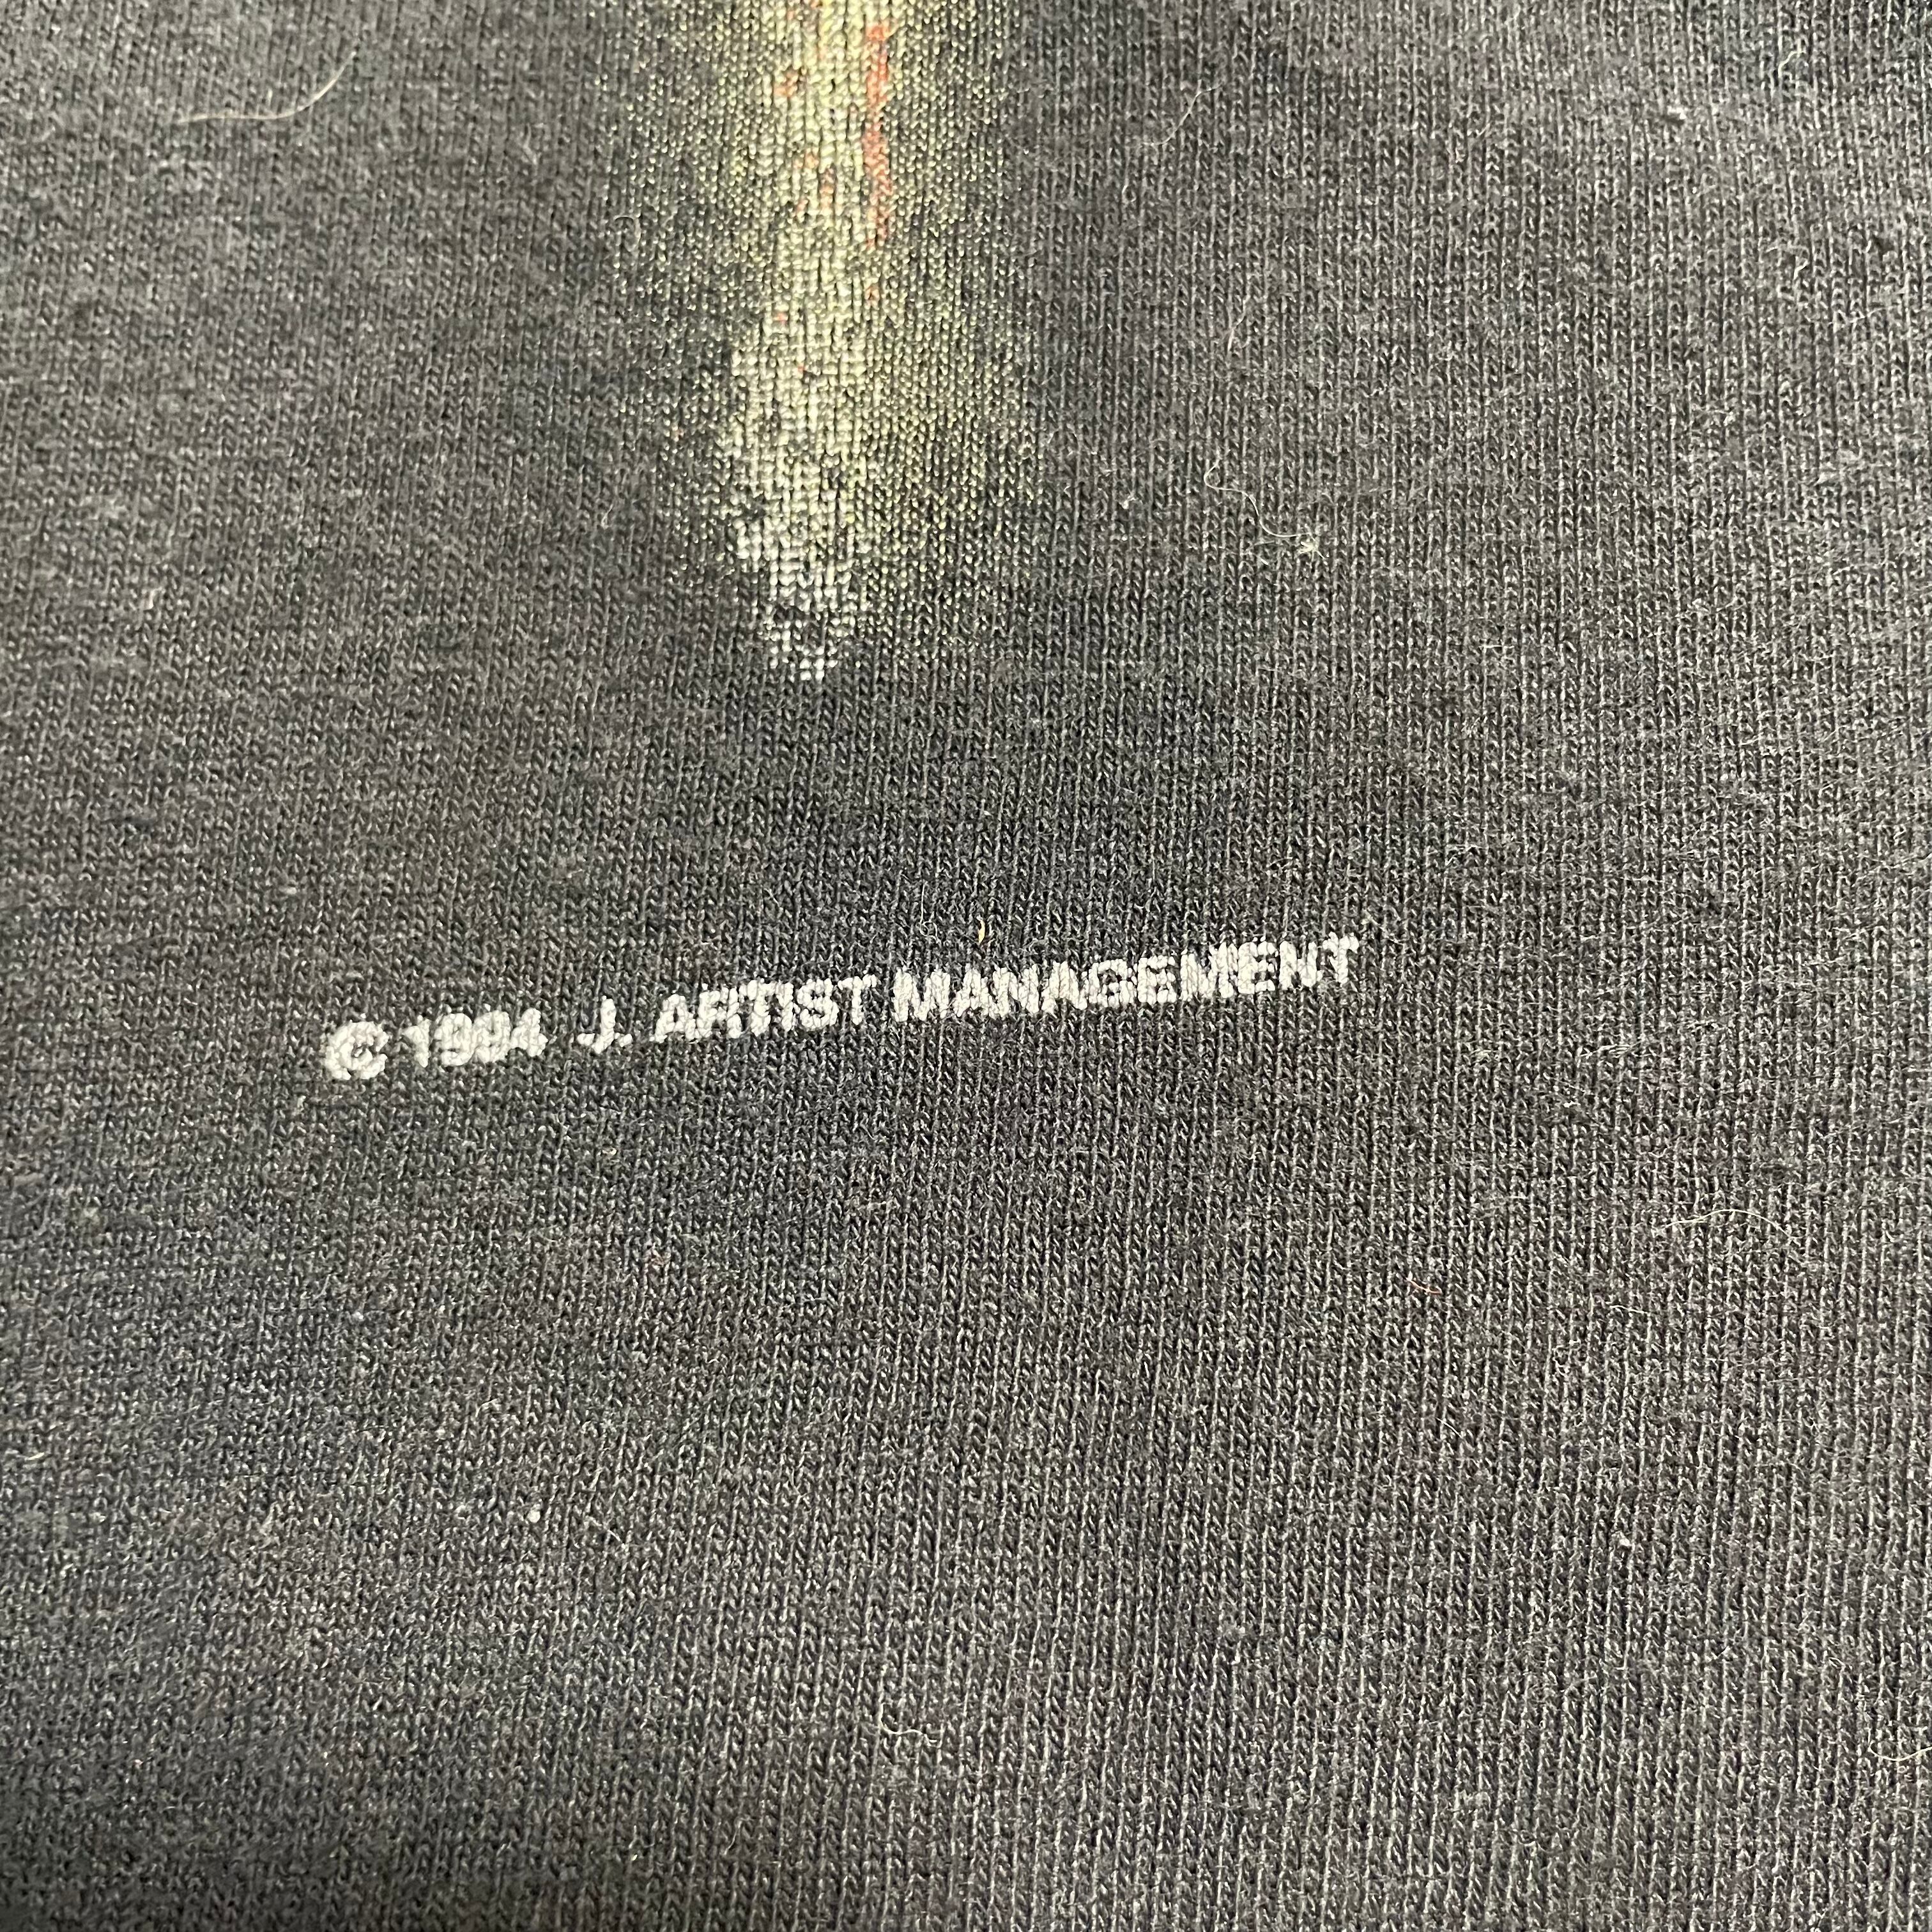 © 1994 J. ARTIST MANAGEMENT